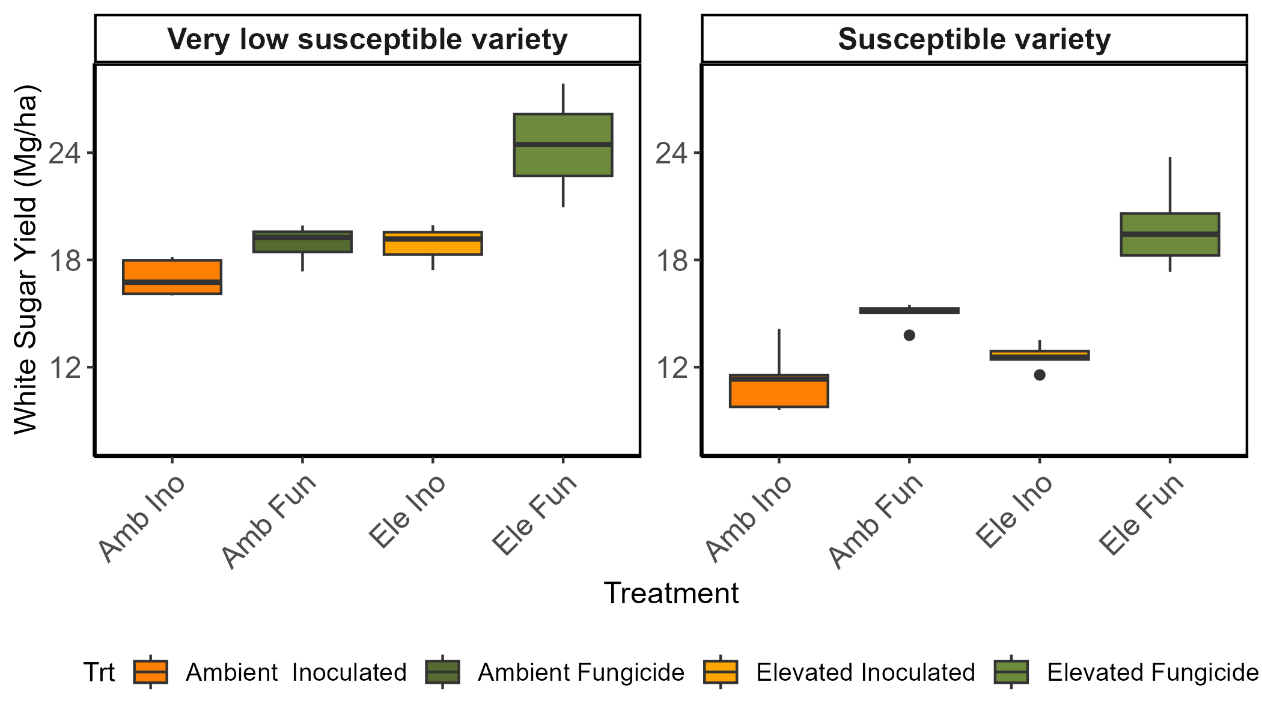 Very low susceptible variety
Susceptible variety
White Sugar Yield (Mg/ha)
24
18
12
24
18
12
Amb Ino
Amb Fun
Ele Ino
Ele Fun
Amb Ino
Amb Fun
Ele Ino
Ele Fun
Treatment
Trt Ambient  Inoculated Ambient Fungicide Elevated Inoculated Elevated Fungicide